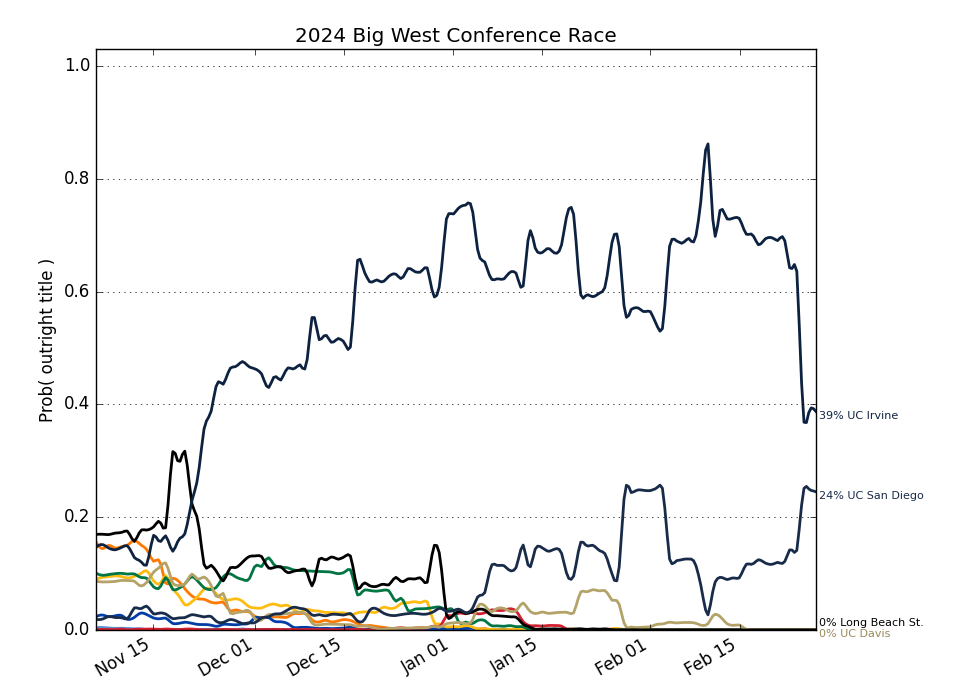 2024 Big West Conference Race
Prob( outright title )
1.0
0.8
0.6
0.4
0.2
0.0
39% UC Irvine
24% UC San Diego
0% Long Beach St.
0% UC Davis
Nov 15
Dec 01
Dec 15
Jan 01
Jan 15
Feb 01
Feb 15